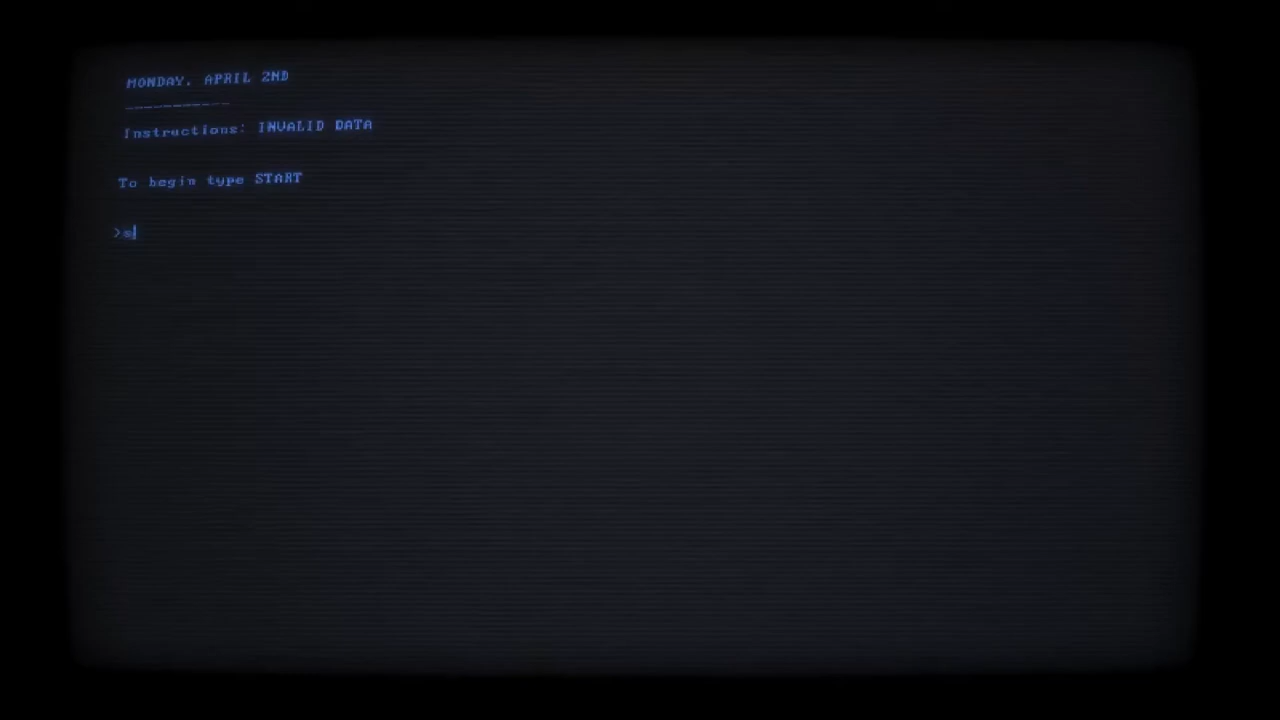 MONDAY, APRIL 2ND
-----------
Instructions: INVALID DATA
To begin type START
>s